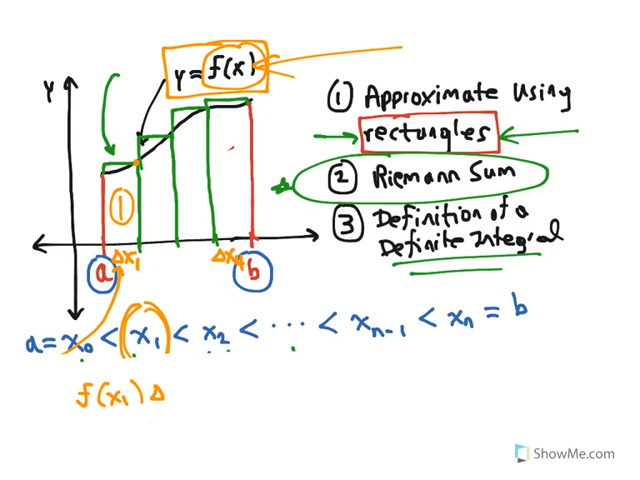 y = f(x)
Y
① Approximate Using
rectangles
② Riemann Sum
③ Definition of a
Definite Integral
①
Δx₁ Δx₄
a b
a = x₀ < x₁ < x₂ < ... < xₙ₋₁ < xₙ = b
f(x₁) Δ
ShowMe.com